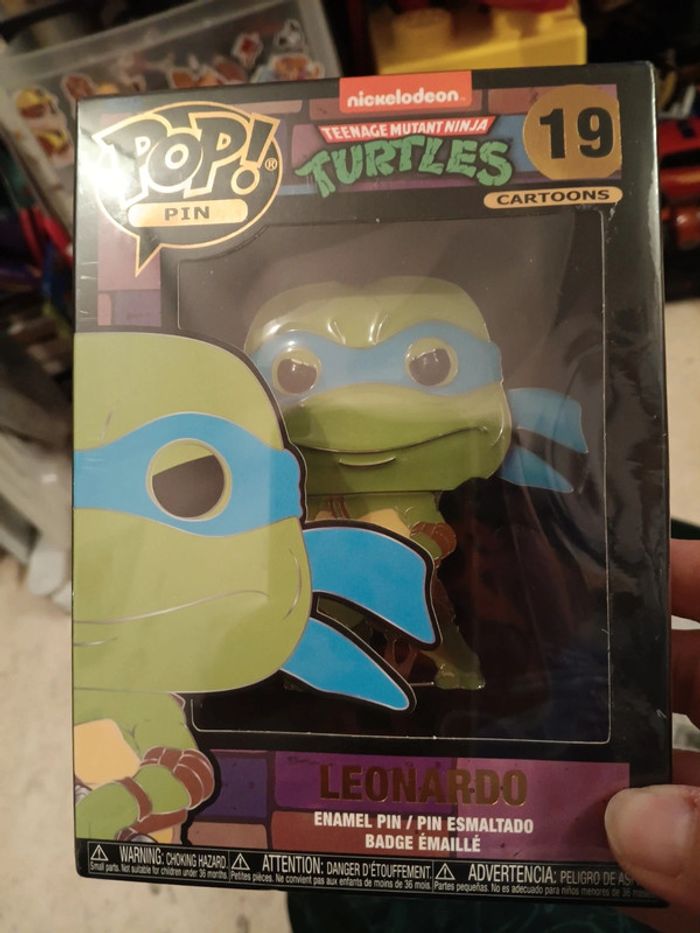 nickelodeon
POP!®
PIN
TEENAGE MUTANT NINJA
TURTLES
19
CARTOONS
LEONARDO
ENAMEL PIN / PIN ESMALTADO
BADGE ÉMAILLÉ
WARNING: CHOKING HAZARD.
Small parts. Not suitable for children under 36 months.
ATTENTION: DANGER D'ÉTOUFFEMENT.
Petites pièces. Ne convient pas aux enfants de moins de 36 mois.
ADVERTENCIA: PELIGRO DE
Partes pequeñas. No es adecuado para niños menores de 36